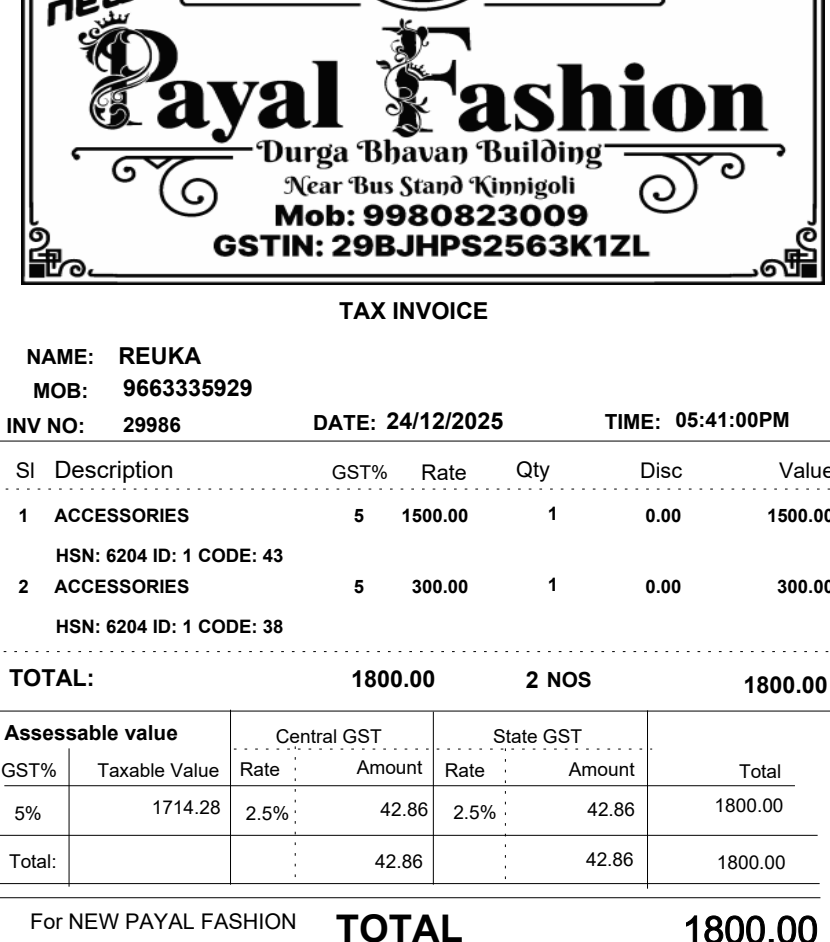 new
Payal Fashion
Durga Bhavan Building
Near Bus Stand Kinnigoli
Mob: 9980823009
GSTIN: 29BJHPS2563K1ZL
TAX INVOICE
NAME: REUKA
MOB: 9663335929
INV NO: 29986 DATE: 24/12/2025 TIME: 05:41:00PM
Sl Description GST% Rate Qty Disc Value
1 ACCESSORIES 5 1500.00 1 0.00 1500.00
HSN: 6204 ID: 1 CODE: 43
2 ACCESSORIES 5 300.00 1 0.00 300.00
HSN: 6204 ID: 1 CODE: 38
TOTAL: 1800.00 2 NOS 1800.00
Assessable value Central GST State GST
GST% Taxable Value Rate Amount Rate Amount Total
5% 1714.28 2.5% 42.86 2.5% 42.86 1800.00
Total: 42.86 42.86 1800.00
For NEW PAYAL FASHION TOTAL 1800.00